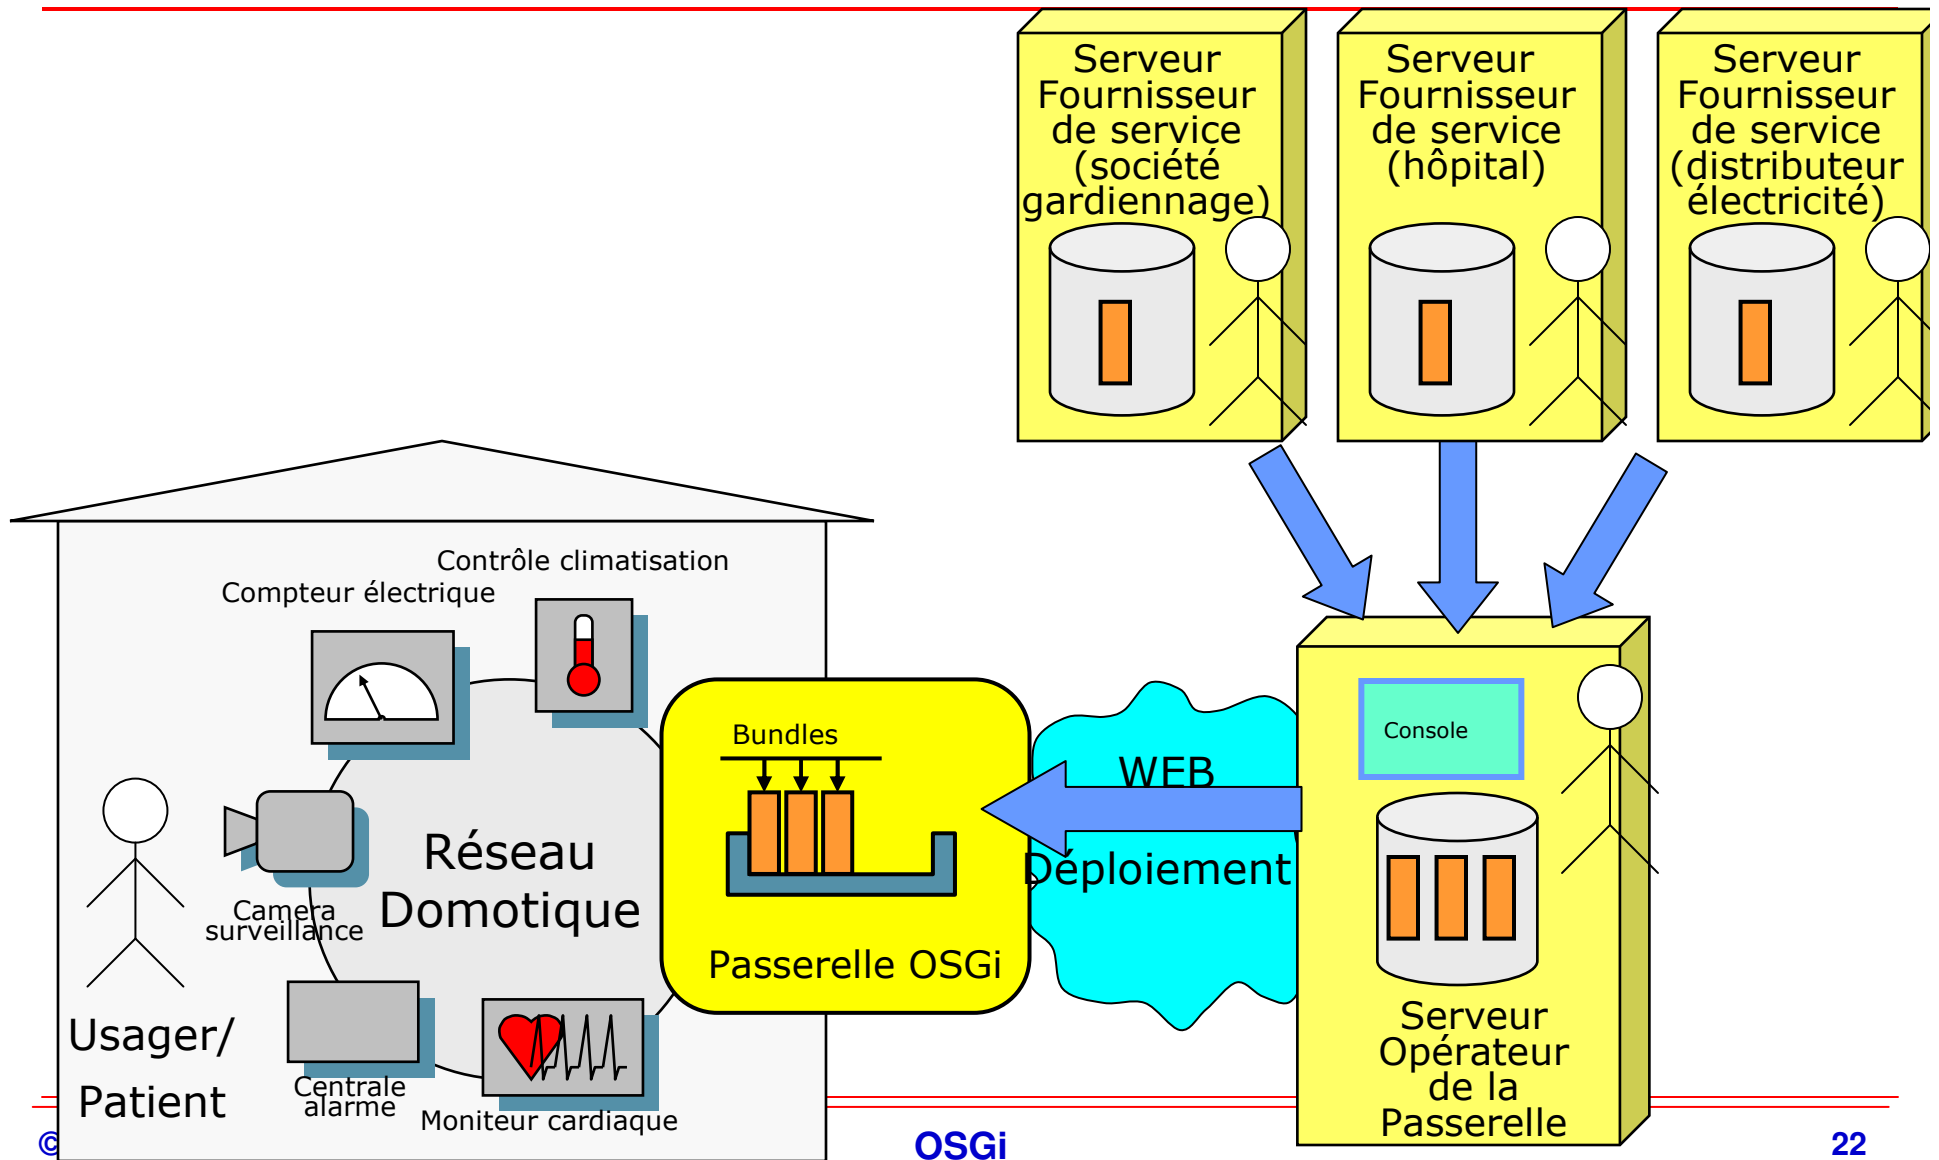 Serveur
Fournisseur
de service
(société
gardiennage)
Serveur
Fournisseur
de service
(hôpital)
Serveur
Fournisseur
de service
(distributeur
électricité)
Contrôle climatisation
Compteur électrique
Réseau
Domotique
Camera
surveillance
Usager/
Patient
Centrale
alarme
Moniteur cardiaque
Bundles
Passerelle OSGi
WEB
Déploiement
Console
Serveur
Opérateur
de la
Passerelle
©
OSGi
22